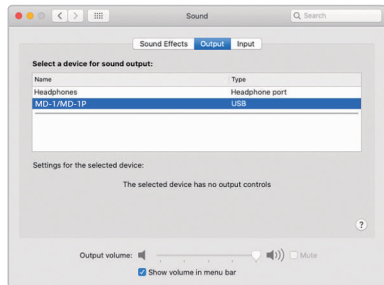 Sound
Search
Sound Effects Output Input
Select a device for sound output:
Name Type
Headphones Headphone port
MD-1/MD-1P USB
Settings for the selected device:
The selected device has no output controls
?
Output volume: Mute
Show volume in menu bar